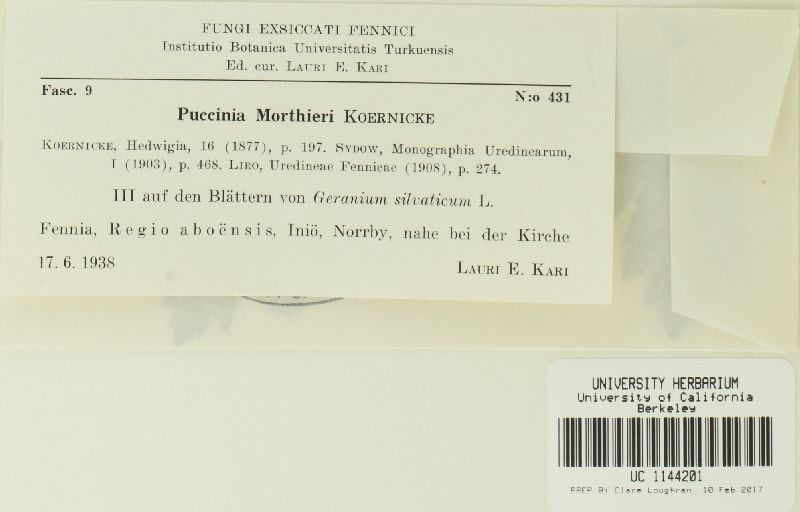 FUNGI EXSICCATI FENNICI
Institutio Botanica Universitatis Turkuensis
Ed. cur. LAURI E. KARI
Fasc. 9 N:o 431
Puccinia Morthieri KOERNICKE
KOERNICKE, Hedwigia, 16 (1877), p. 197. SYDOW, Monographia Uredinearum,
I (1903), p. 468. LIRO, Uredineae Fennicae (1908), p. 274.
III auf den Blättern von Geranium silvaticum L.
Fennia, Regio aboënsis, Iniö, Norrby, nahe bei der Kirche
17. 6. 1938 LAURI E. KARI
UNIVERSITY HERBARIUM
University of California
Berkeley
UC 1144201
PREP BY Clare Loughran, 10 Feb 2017